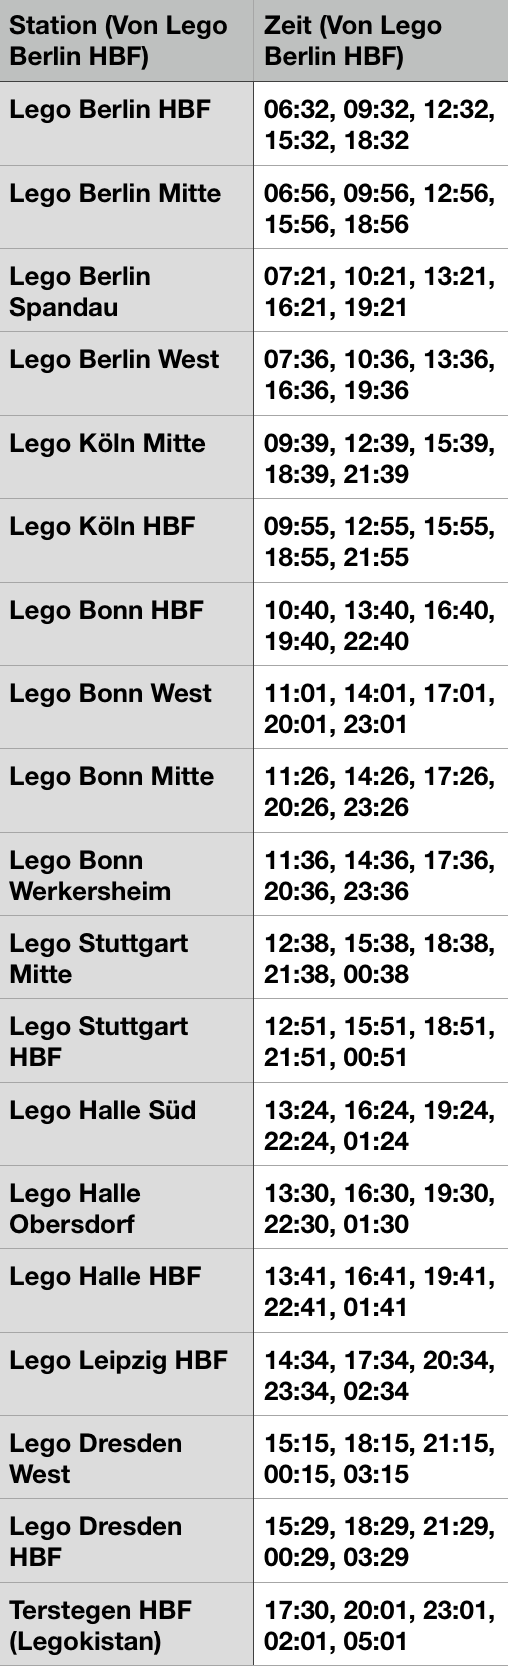 Station (Von Lego
Berlin HBF)
Zeit (Von Lego
Berlin HBF)
Lego Berlin HBF
06:32, 09:32, 12:32,
15:32, 18:32
Lego Berlin Mitte
06:56, 09:56, 12:56,
15:56, 18:56
Lego Berlin
Spandau
07:21, 10:21, 13:21,
16:21, 19:21
Lego Berlin West
07:36, 10:36, 13:36,
16:36, 19:36
Lego Köln Mitte
09:39, 12:39, 15:39,
18:39, 21:39
Lego Köln HBF
09:55, 12:55, 15:55,
18:55, 21:55
Lego Bonn HBF
10:40, 13:40, 16:40,
19:40, 22:40
Lego Bonn West
11:01, 14:01, 17:01,
20:01, 23:01
Lego Bonn Mitte
11:26, 14:26, 17:26,
20:26, 23:26
Lego Bonn
Werkersheim
11:36, 14:36, 17:36,
20:36, 23:36
Lego Stuttgart
Mitte
12:38, 15:38, 18:38,
21:38, 00:38
Lego Stuttgart
HBF
12:51, 15:51, 18:51,
21:51, 00:51
Lego Halle Süd
13:24, 16:24, 19:24,
22:24, 01:24
Lego Halle
Obersdorf
13:30, 16:30, 19:30,
22:30, 01:30
Lego Halle HBF
13:41, 16:41, 19:41,
22:41, 01:41
Lego Leipzig HBF
14:34, 17:34, 20:34,
23:34, 02:34
Lego Dresden
West
15:15, 18:15, 21:15,
00:15, 03:15
Lego Dresden
HBF
15:29, 18:29, 21:29,
00:29, 03:29
Terstegen HBF
(Legokistan)
17:30, 20:01, 23:01,
02:01, 05:01